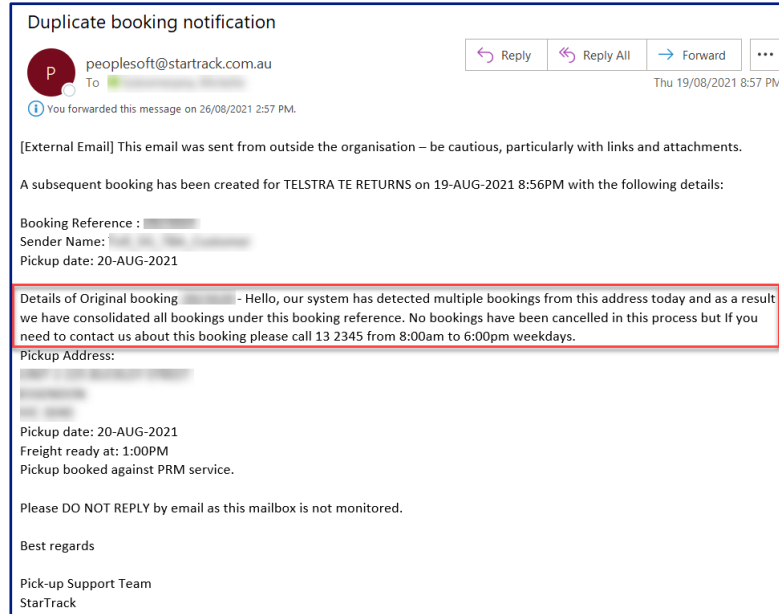 Duplicate booking notification
P
peoplesoft@startrack.com.au
To
Reply
Reply All
Forward
Thu 19/08/2021 8:57 PM
You forwarded this message on 26/08/2021 2:57 PM.
[External Email] This email was sent from outside the organisation – be cautious, particularly with links and attachments.
A subsequent booking has been created for TELSTRA TE RETURNS on 19-AUG-2021 8:56PM with the following details:
Booking Reference :
Sender Name:
Pickup date: 20-AUG-2021
Details of Original booking - Hello, our system has detected multiple bookings from this address today and as a result
we have consolidated all bookings under this booking reference. No bookings have been cancelled in this process but If you
need to contact us about this booking please call 13 2345 from 8:00am to 6:00pm weekdays.
Pickup Address:
Pickup date: 20-AUG-2021
Freight ready at: 1:00PM
Pickup booked against PRM service.
Please DO NOT REPLY by email as this mailbox is not monitored.
Best regards
Pick-up Support Team
StarTrack